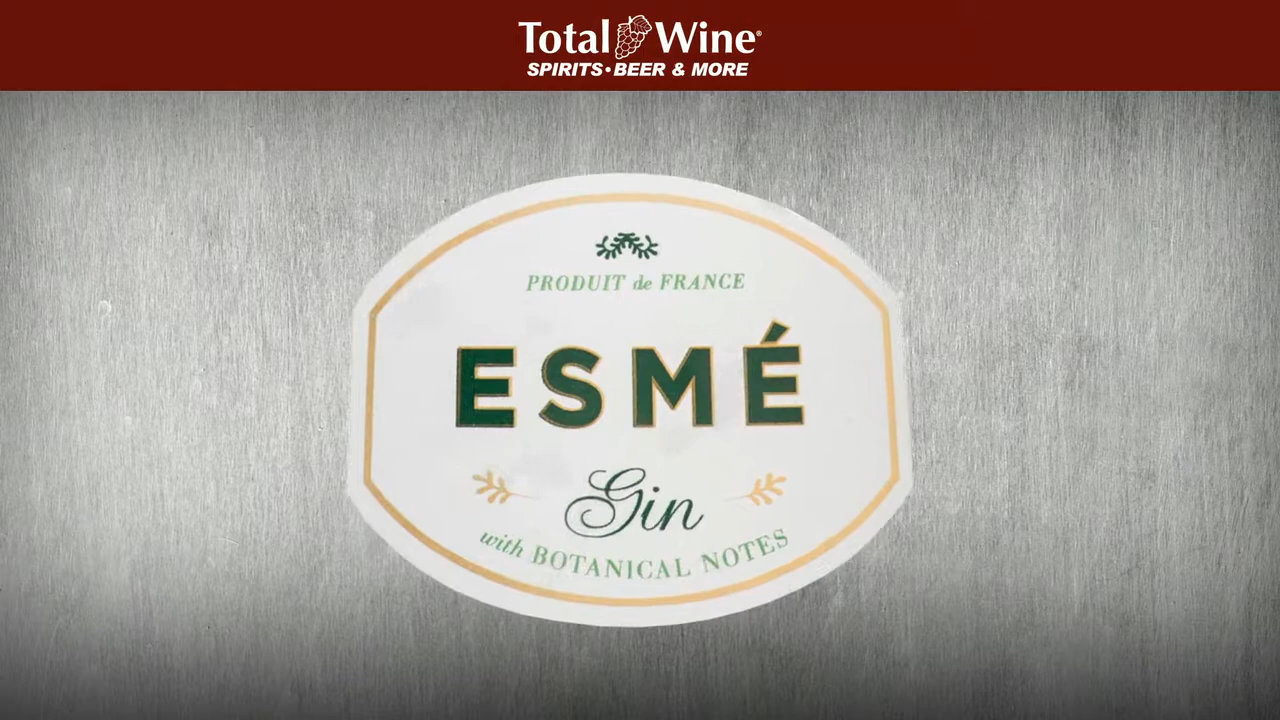 Total Wine®
SPIRITS•BEER & MORE
PRODUIT de FRANCE
ESMÉ
Gin
with BOTANICAL NOTES